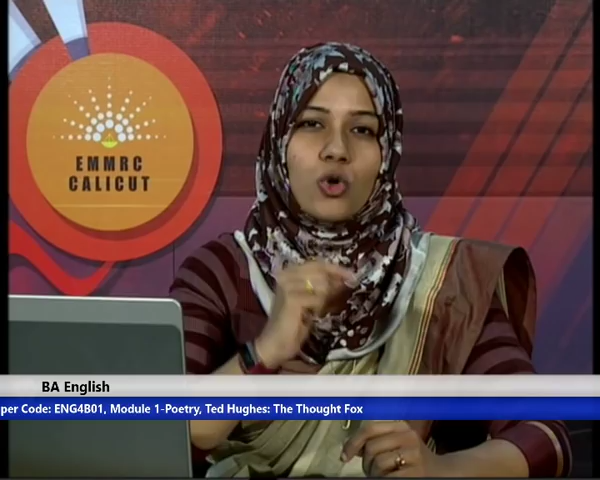 EMMRC
CALICUT
BA English
per Code: ENG4B01, Module 1-Poetry, Ted Hughes: The Thought Fox